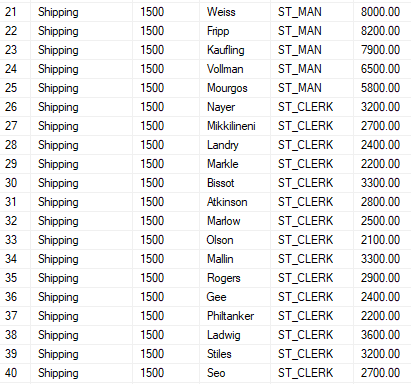 21 Shipping 1500 Weiss ST_MAN 8000.00
22 Shipping 1500 Fripp ST_MAN 8200.00
23 Shipping 1500 Kaufling ST_MAN 7900.00
24 Shipping 1500 Vollman ST_MAN 6500.00
25 Shipping 1500 Mourgos ST_MAN 5800.00
26 Shipping 1500 Nayer ST_CLERK 3200.00
27 Shipping 1500 Mikkilineni ST_CLERK 2700.00
28 Shipping 1500 Landry ST_CLERK 2400.00
29 Shipping 1500 Markle ST_CLERK 2200.00
30 Shipping 1500 Bissot ST_CLERK 3300.00
31 Shipping 1500 Atkinson ST_CLERK 2800.00
32 Shipping 1500 Marlow ST_CLERK 2500.00
33 Shipping 1500 Olson ST_CLERK 2100.00
34 Shipping 1500 Mallin ST_CLERK 3300.00
35 Shipping 1500 Rogers ST_CLERK 2900.00
36 Shipping 1500 Gee ST_CLERK 2400.00
37 Shipping 1500 Philtanker ST_CLERK 2200.00
38 Shipping 1500 Ladwig ST_CLERK 3600.00
39 Shipping 1500 Stiles ST_CLERK 3200.00
40 Shipping 1500 Seo ST_CLERK 2700.00